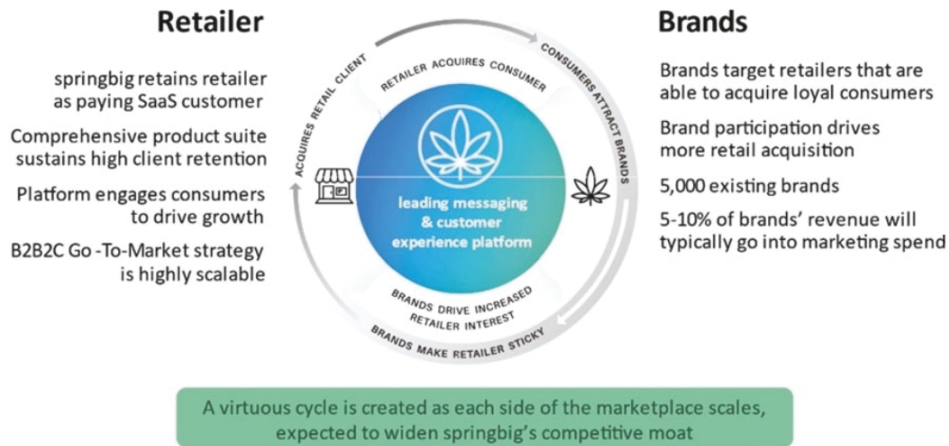 Retailer
springbig retains retailer
as paying SaaS customer
Comprehensive product suite
sustains high client retention
Platform engages consumers
to drive growth
B2B2C Go -To-Market strategy
is highly scalable
ACQUIRES RETAIL CLIENT
RETAILER ACQUIRES CONSUMER
CONSUMERS ATTRACT BRANDS
leading messaging
& customer
experience platform
BRANDS DRIVE INCREASED
RETAILER INTEREST
BRANDS MAKE RETAILER STICKY
Brands
Brands target retailers that are
able to acquire loyal consumers
Brand participation drives
more retail acquisition
5,000 existing brands
5-10% of brands’ revenue will
typically go into marketing spend
A virtuous cycle is created as each side of the marketplace scales,
expected to widen springbig’s competitive moat